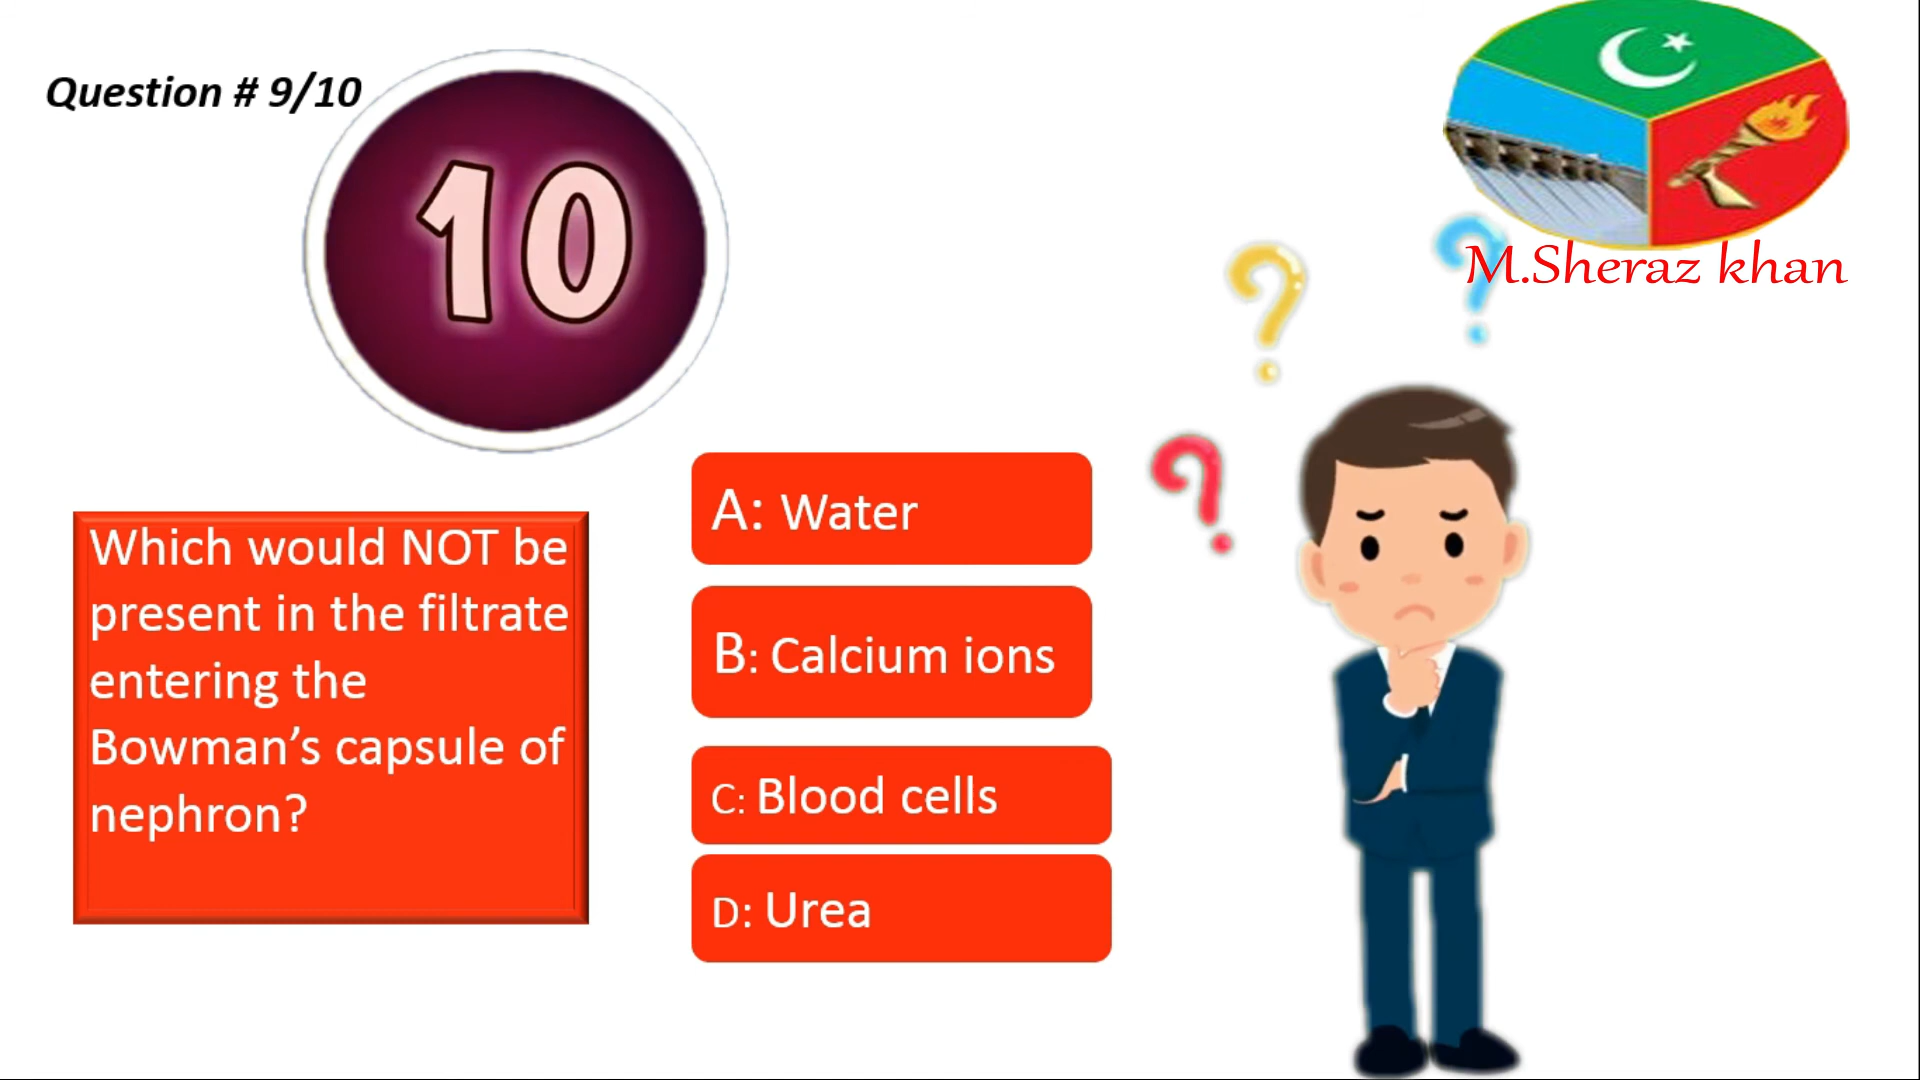 Question # 9/10
10
M.Sheraz khan
Which would NOT be
present in the filtrate
entering the
Bowman’s capsule of
nephron?
A: Water
B: Calcium ions
C: Blood cells
D: Urea